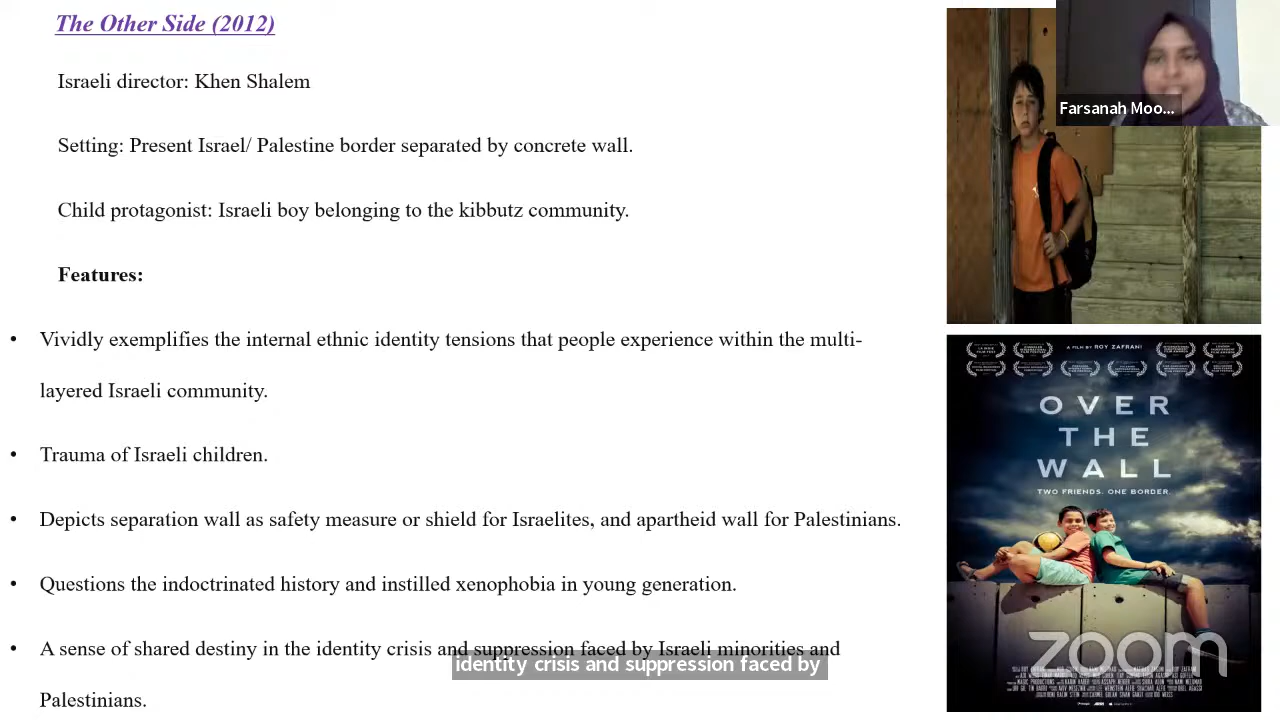 The Other Side (2012)
Israeli director: Khen Shalem
Setting: Present Israel/ Palestine border separated by concrete wall.
Child protagonist: Israeli boy belonging to the kibbutz community.
Features:
• Vividly exemplifies the internal ethnic identity tensions that people experience within the multi-
layered Israeli community.
• Trauma of Israeli children.
• Depicts separation wall as safety measure or shield for Israelites, and apartheid wall for Palestinians.
• Questions the indoctrinated history and instilled xenophobia in young generation.
• A sense of shared destiny in the identity crisis and suppression faced by Israeli minorities and
Palestinians.
identity crisis and suppression faced by
Farsanah Moo...
A FILM BY ROY ZAFRANI
OVER
THE
WALL
TWO FRIENDS. ONE BORDER.
zoom